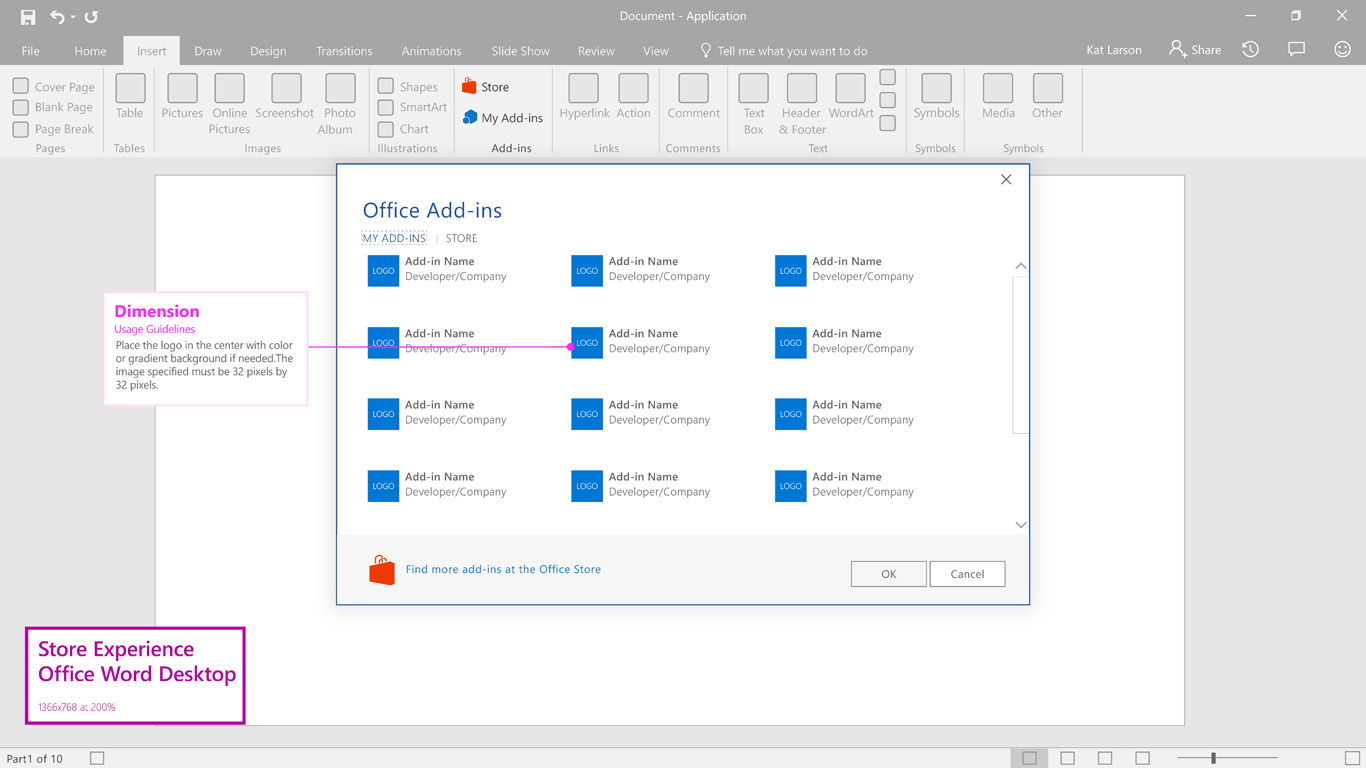 Document - Application
File Home Insert Draw Design Transitions Animations Slide Show Review View Tell me what you want to do Kat Larson Share
Cover Page
Blank Page
Page Break
Pages
Table
Tables
Pictures
Online
Pictures
Screenshot
Photo
Album
Images
Shapes
SmartArt
Chart
Illustrations
Store
My Add-ins
Add-ins
Hyperlink
Action
Links
Comment
Comments
Text
Box
Header
& Footer
WordArt
Text
Symbols
Symbols
Media
Other
Symbols
Office Add-ins
MY ADD-INS | STORE
LOGO Add-in Name
Developer/Company
LOGO Add-in Name
Developer/Company
LOGO Add-in Name
Developer/Company
LOGO Add-in Name
Developer/Company
LOGO Add-in Name
Developer/Company
LOGO Add-in Name
Developer/Company
LOGO Add-in Name
Developer/Company
LOGO Add-in Name
Developer/Company
LOGO Add-in Name
Developer/Company
LOGO Add-in Name
Developer/Company
LOGO Add-in Name
Developer/Company
LOGO Add-in Name
Developer/Company
Find more add-ins at the Office Store
OK
Cancel
Dimension
Usage Guidelines
Place the logo in the center with color
or gradient background if needed.The
image specified must be 32 pixels by
32 pixels.
Store Experience
Office Word Desktop
1366x768 at 200%
Part1 of 10